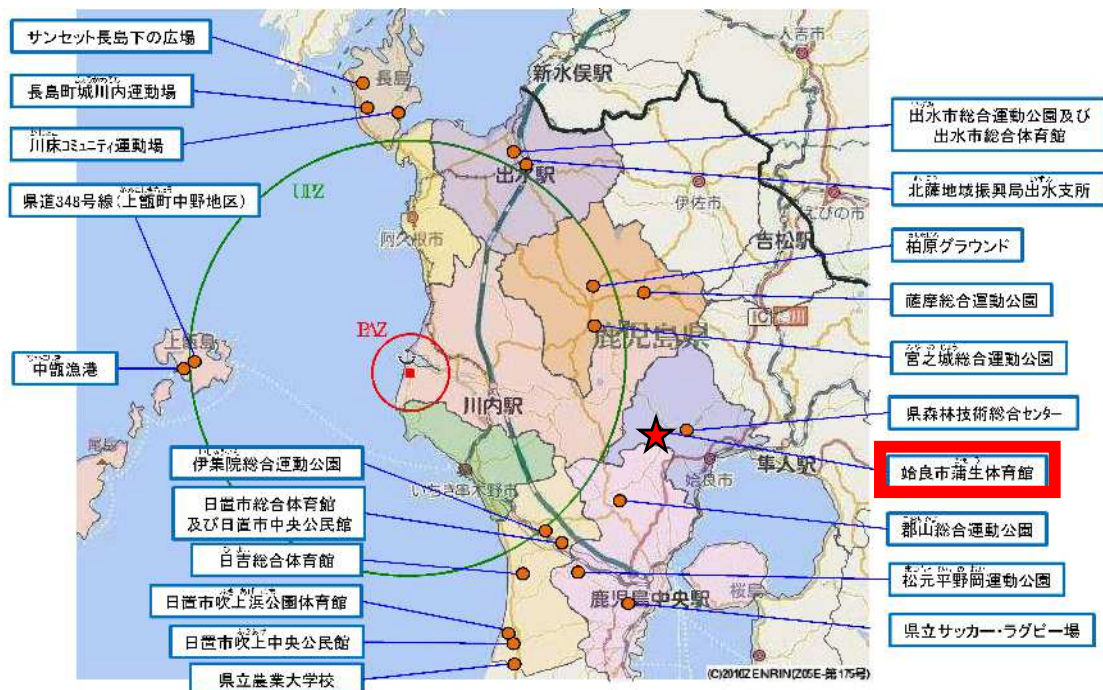 サンセット長島下の広場
長島町城川内運動場
川床コミュニティ運動場
県道348号線(上甑町中野地区)
中甑漁港
伊集院総合運動公園
日置市総合体育館
及び日置市中央公民館
日吉総合体育館
日置市吹上浜公園体育館
日置市吹上中央公民館
県立農業大学校
長島
新水俣駅
人吉市
出水駅
UPZ
阿久根市
伊佐市
えびの市
吉松駅
鹿児島県
PAZ
上甑島
川内駅
いちき串木野市
姶良市
隼人駅
鹿児島中央駅
桜島
(C)2010ZENRIN(Z05E-第175号)
出水市総合運動公園及び
出水市総合体育館
北薩地域振興局出水支所
柏原グラウンド
薩摩総合運動公園
宮之城総合運動公園
県森林技術総合センター
姶良市蒲生体育館
郡山総合運動公園
松元平野岡運動公園
県立サッカー・ラグビー場